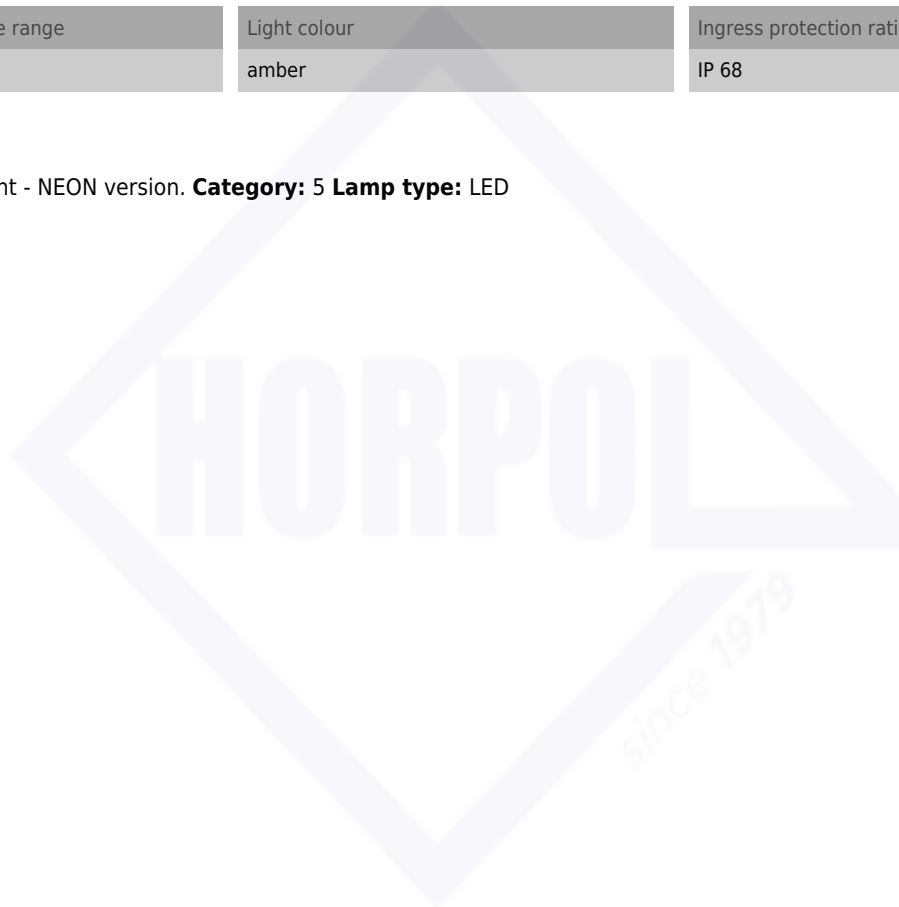 e range Light colour Ingress protection rati
amber IP 68
nt - NEON version. Category: 5 Lamp type: LED
HORPOL
since 1979